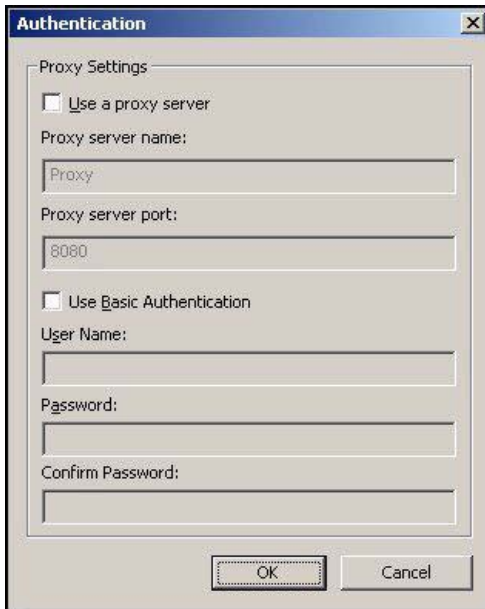 Authentication
Proxy Settings
Use a proxy server
Proxy server name:
Proxy
Proxy server port:
8080
Use Basic Authentication
User Name:
Password:
Confirm Password:
OK Cancel